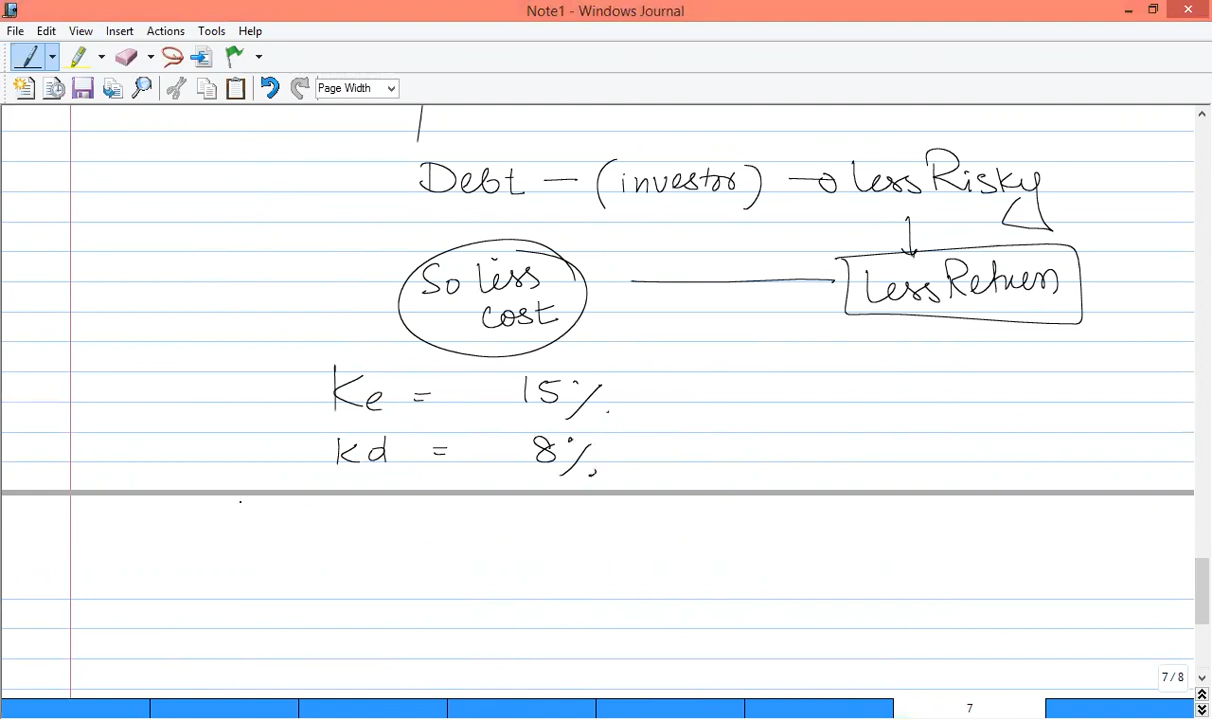 Note1 - Windows Journal
File Edit View Insert Actions Tools Help
Page Width
Debt — (investor) → less Risky
So less cost
less Return
Ke = 15%
kd = 8%
7 / 8
7